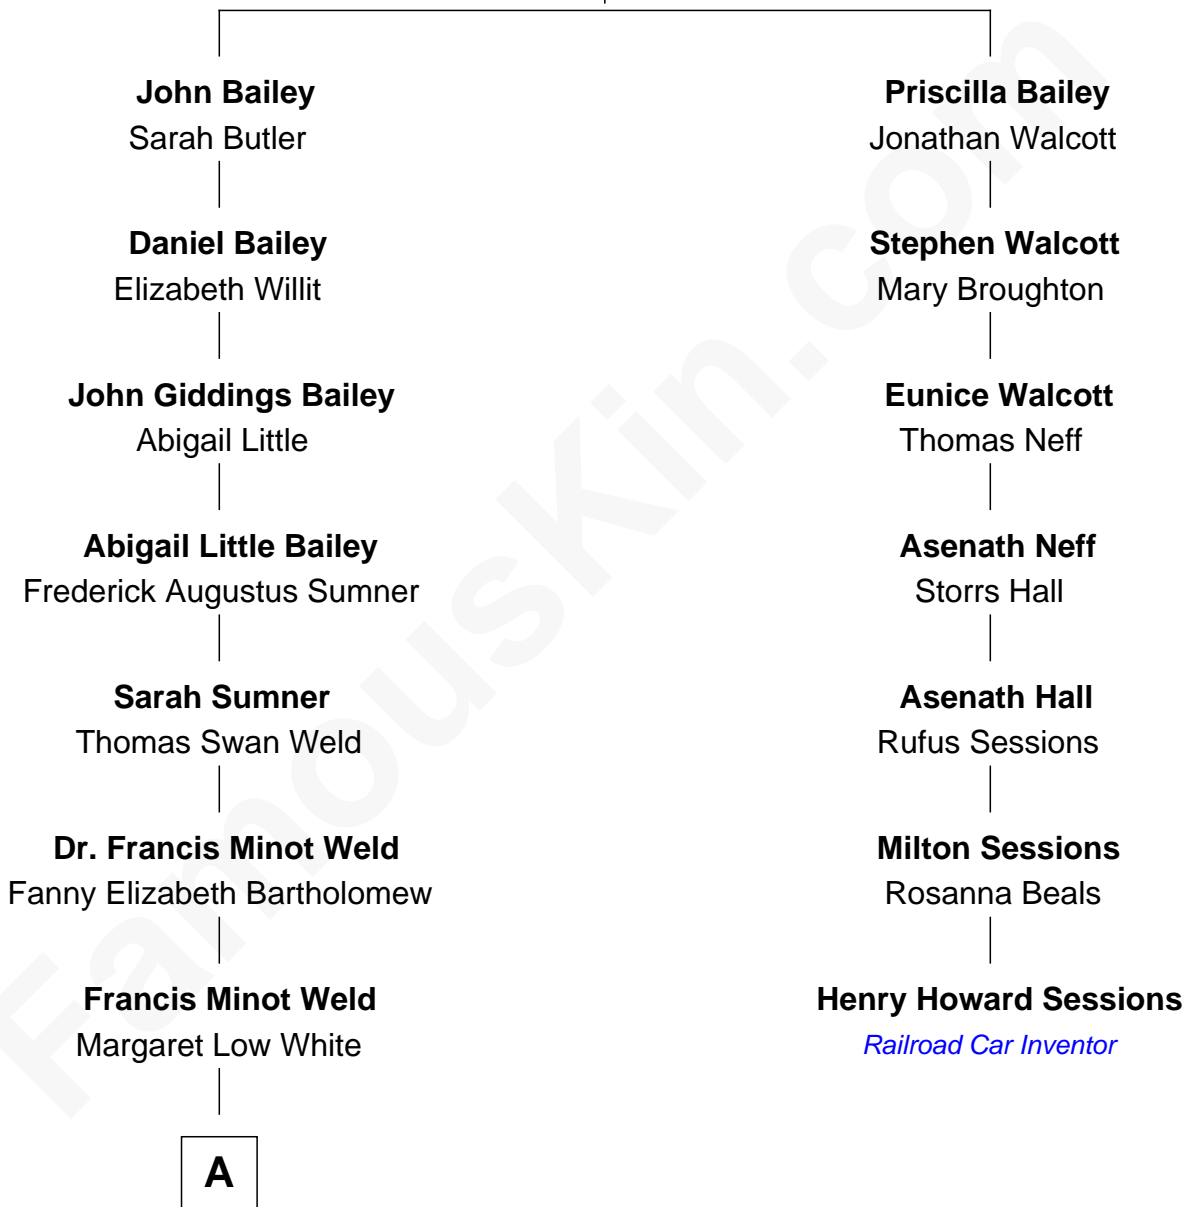 John Bailey
Sarah Butler
Daniel Bailey
Elizabeth Willit
John Giddings Bailey
Abigail Little
Abigail Little Bailey
Frederick Augustus Sumner
Sarah Sumner
Thomas Swan Weld
Dr. Francis Minot Weld
Fanny Elizabeth Bartholomew
Francis Minot Weld
Margaret Low White
A
Priscilla Bailey
Jonathan Walcott
Stephen Walcott
Mary Broughton
Eunice Walcott
Thomas Neff
Asenath Neff
Storrs Hall
Asenath Hall
Rufus Sessions
Milton Sessions
Rosanna Beals
Henry Howard Sessions
Railroad Car Inventor
FamousKin.com